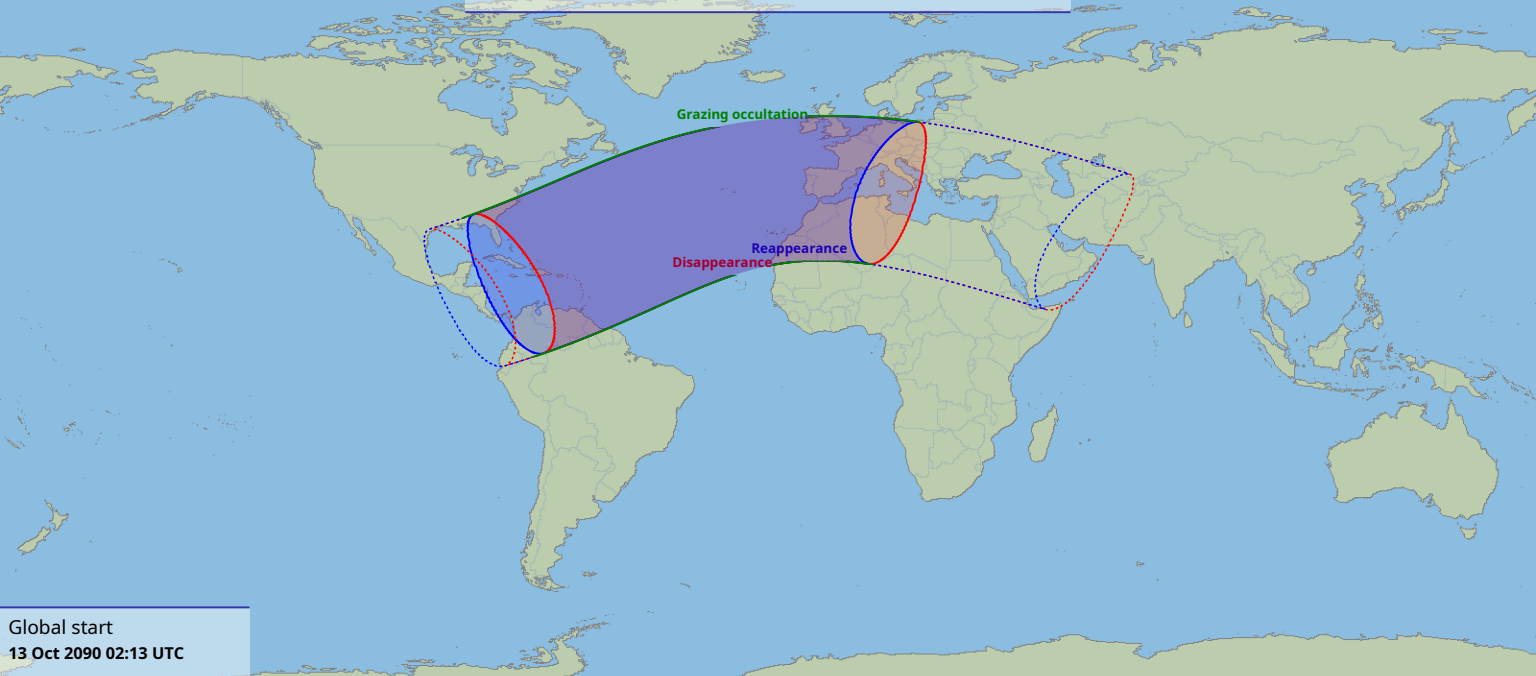 Grazing occultation
Reappearance
Disappearance
Global start
13 Oct 2090 02:13 UTC